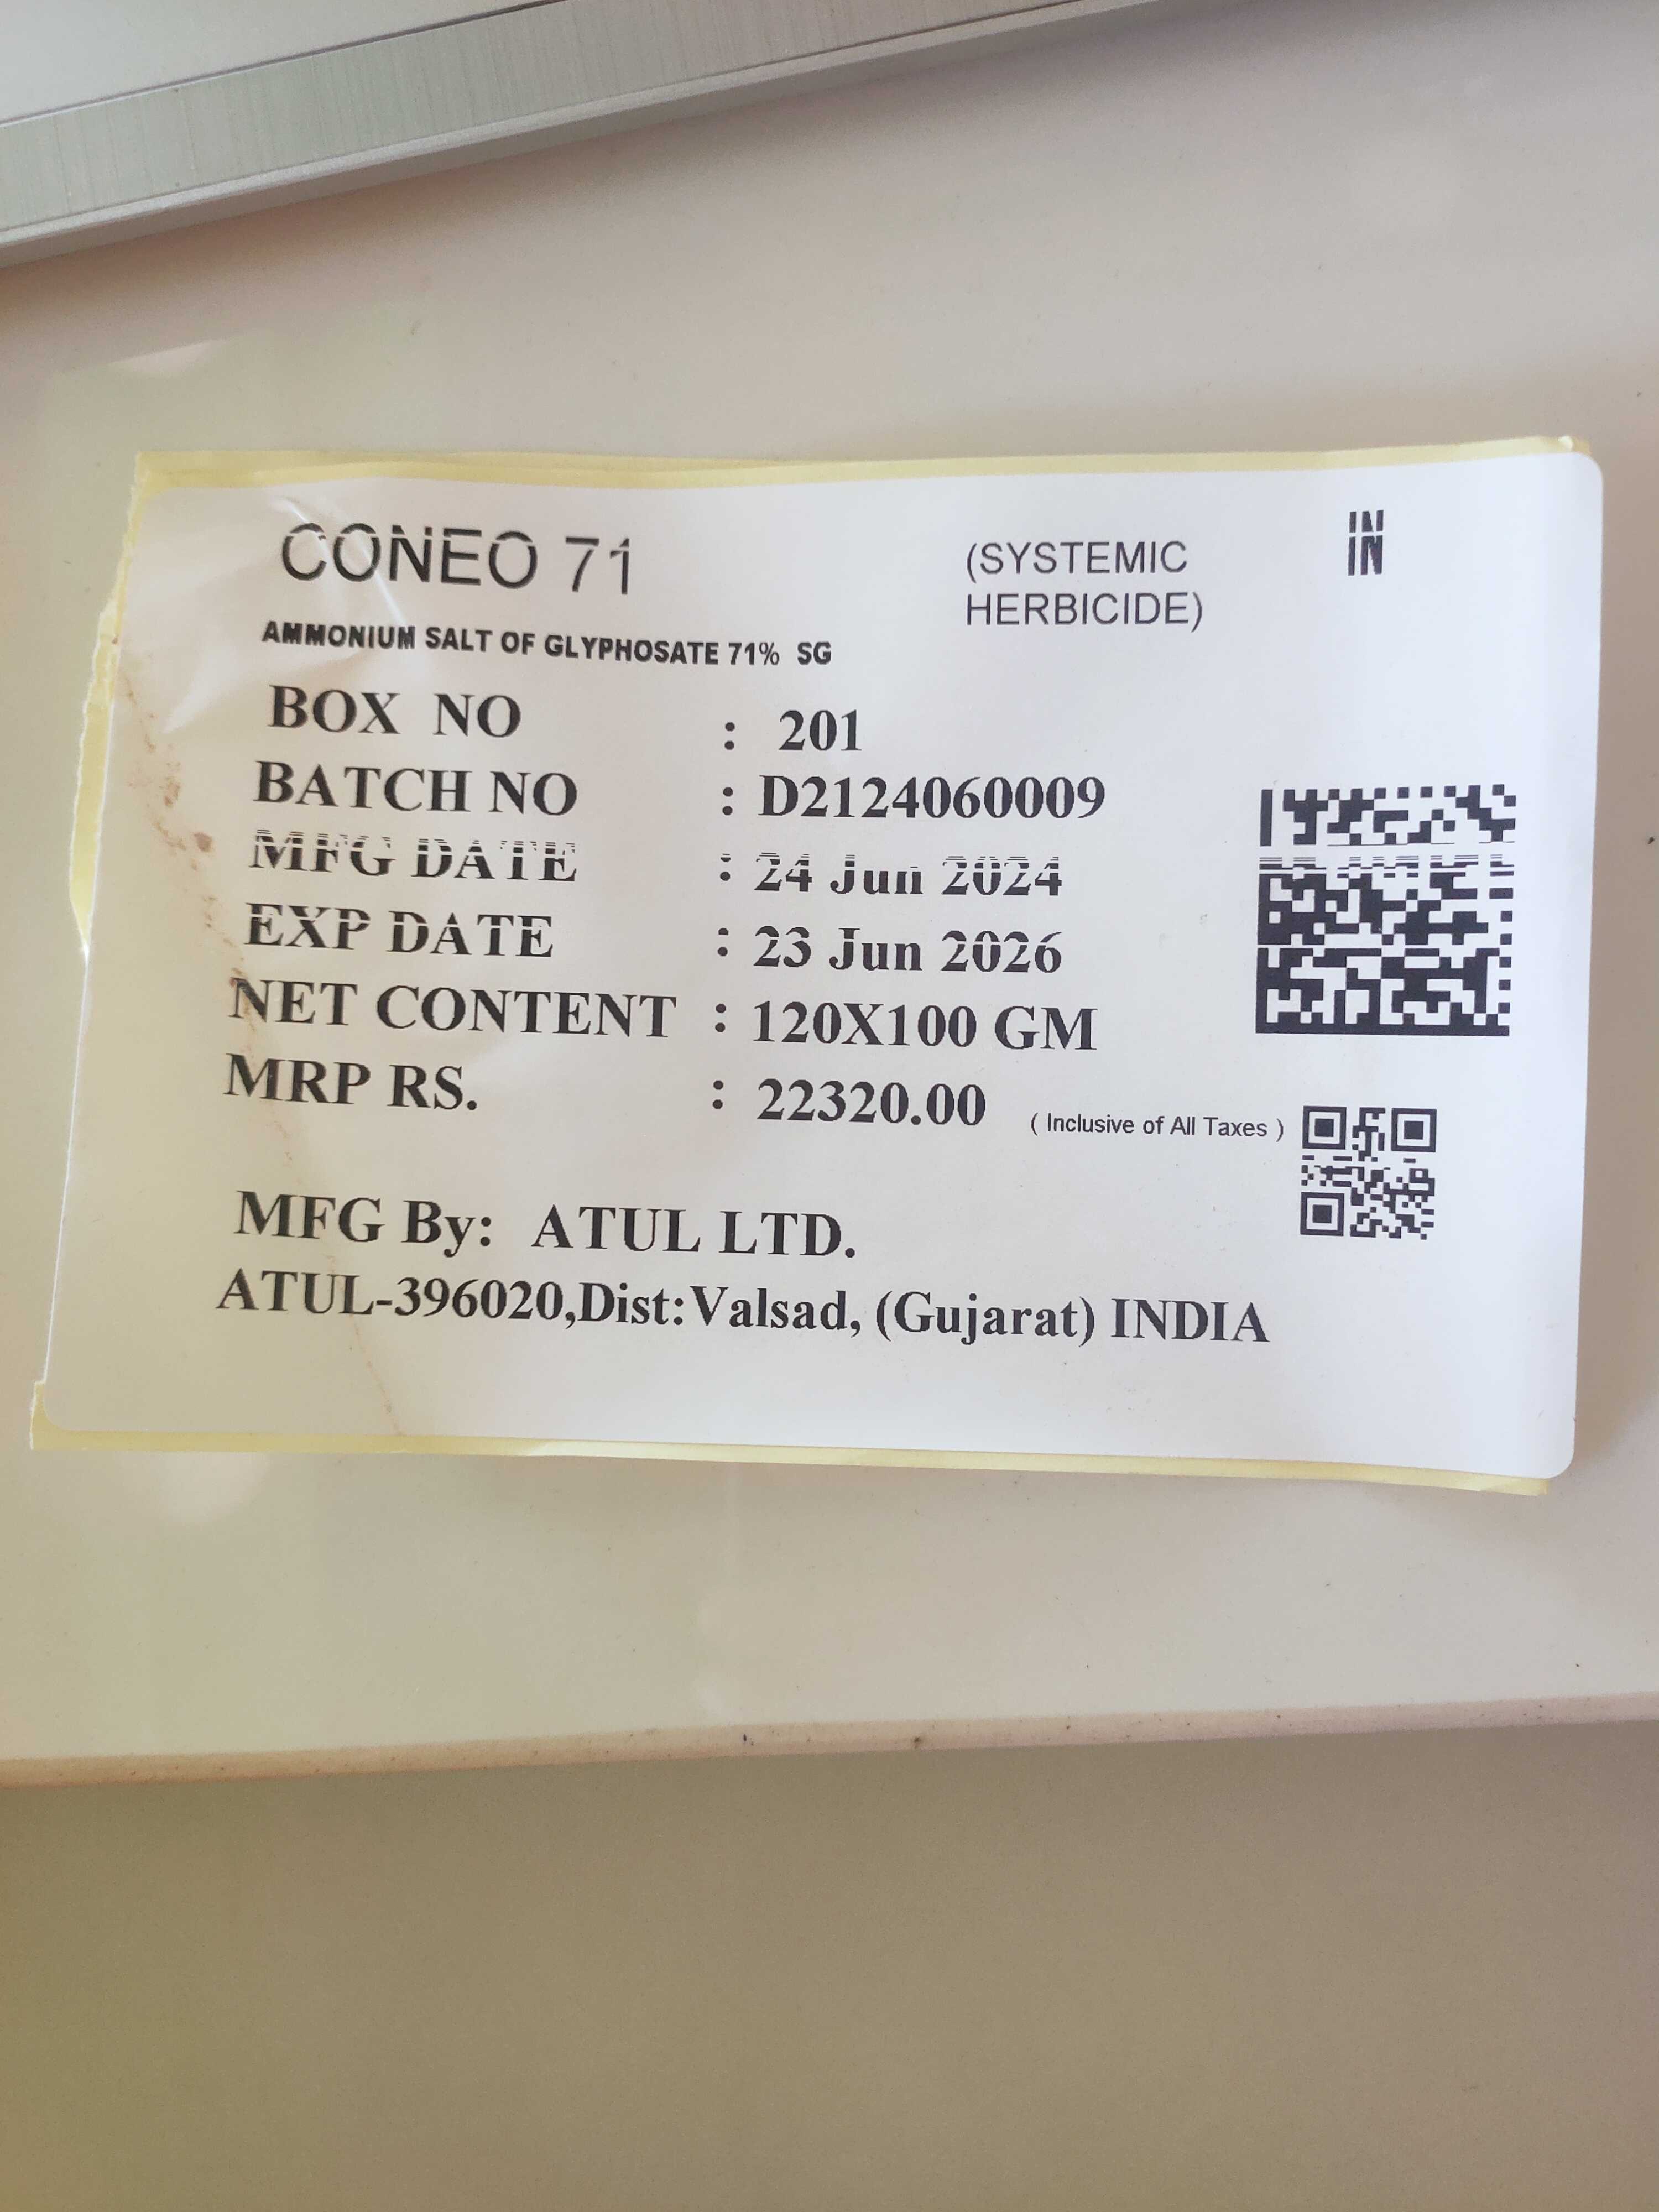 CONEO 71 (SYSTEMIC HERBICIDE) IN
AMMONIUM SALT OF GLYPHOSATE 71% SG
BOX NO : 201
BATCH NO : D2124060009
MFG DATE : 24 Jun 2024
EXP DATE : 23 Jun 2026
NET CONTENT : 120X100 GM
MRP RS. : 22320.00 ( Inclusive of All Taxes )
MFG By: ATUL LTD.
ATUL-396020,Dist:Valsad, (Gujarat) INDIA